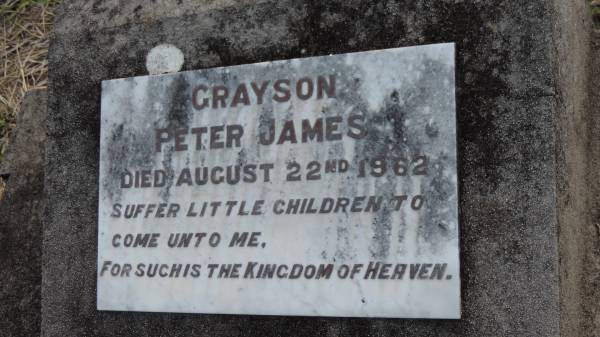 GRAYSON
PETER JAMES
DIED AUGUST 22ND 1962
SUFFER LITTLE CHILDREN TO
COME UNTO ME,
FOR SUCH IS THE KINGDOM OF HEAVEN.